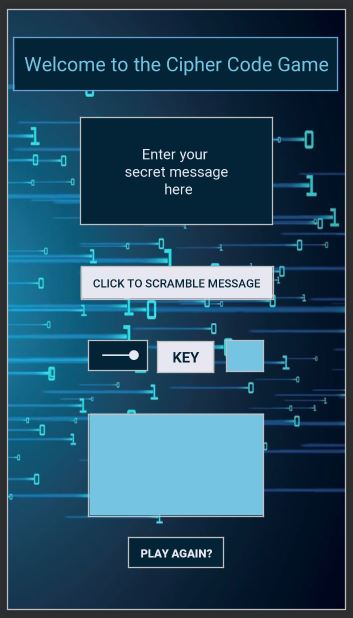 Welcome to the Cipher Code Game
Enter your
secret message
here
CLICK TO SCRAMBLE MESSAGE
KEY
PLAY AGAIN?